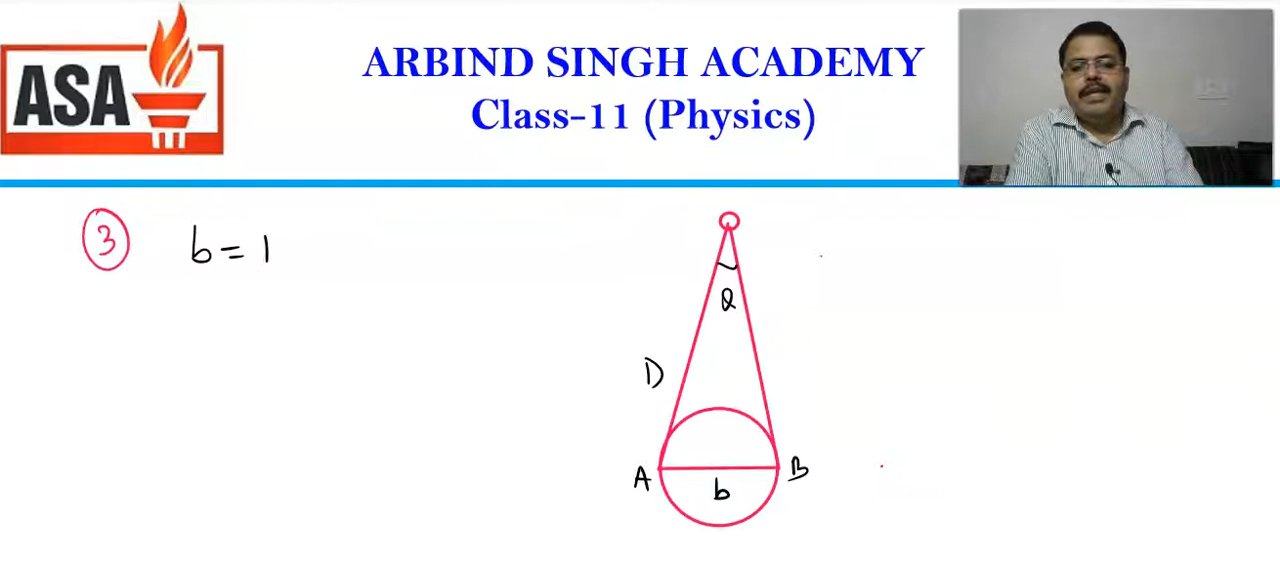 ASA
ARBIND SINGH ACADEMY
Class-11 (Physics)
3 b = 1
θ
D
A B
b